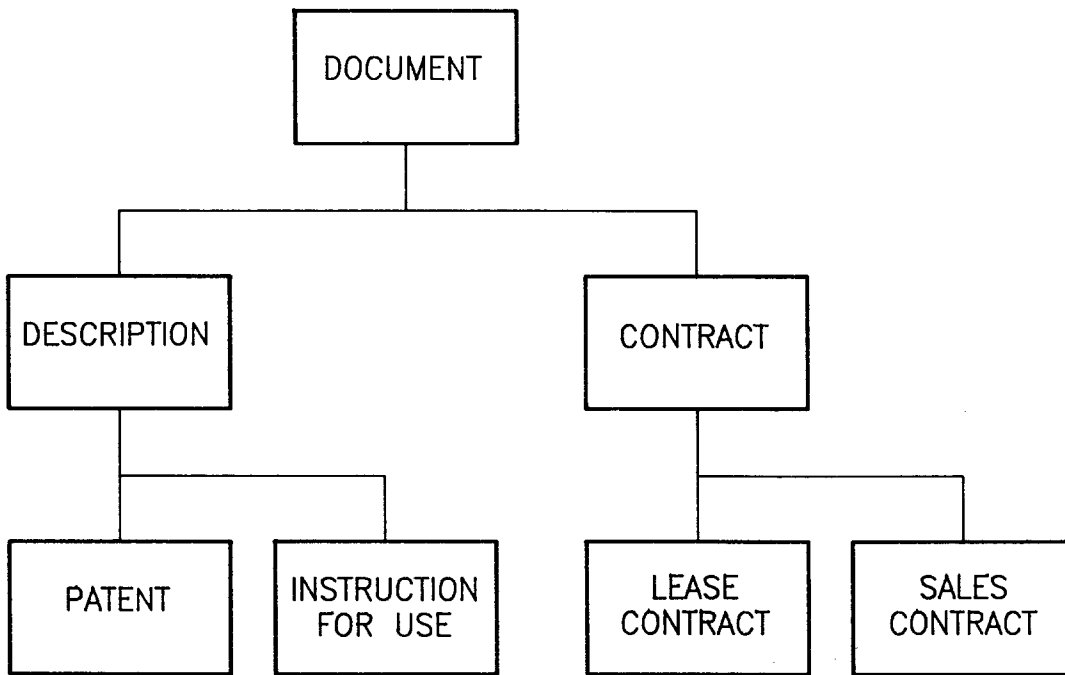 DOCUMENT
DESCRIPTION
CONTRACT
PATENT
INSTRUCTION
FOR USE
LEASE
CONTRACT
SALES
CONTRACT